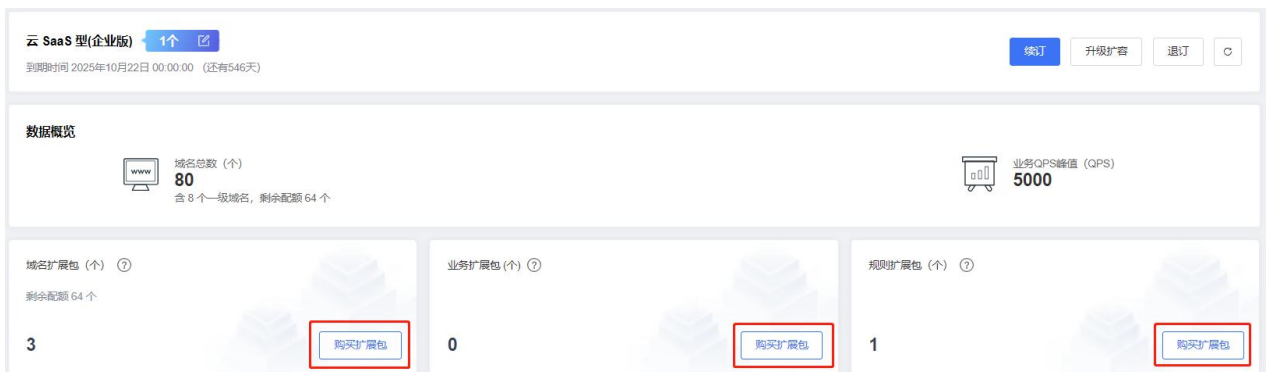 云 SaaS 型(企业版) 1个
到期时间 2025年10月22日 00:00:00 (还有546天)
续订 升级扩容 退订
数据概览
www
域名总数(个)
80
含 8 个一级域名，剩余配额 64 个
业务QPS峰值(QPS)
5000
域名扩展包(个) ?
剩余配额 64 个
3
购买扩展包
业务扩展包(个) ?
0
购买扩展包
规则扩展包(个) ?
1
购买扩展包